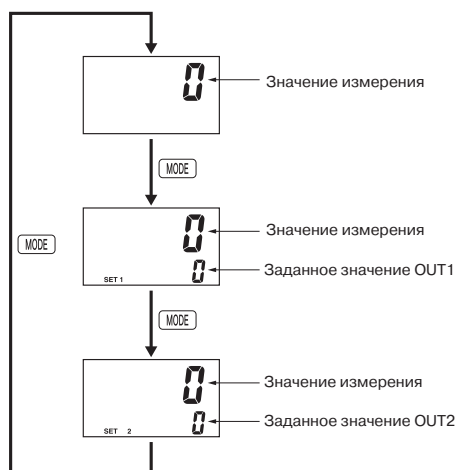 0 Значение измерения
MODE
0 Значение измерения
MODE
SET 1 0 Заданное значение OUT1
MODE
0 Значение измерения
SET 2 0 Заданное значение OUT2